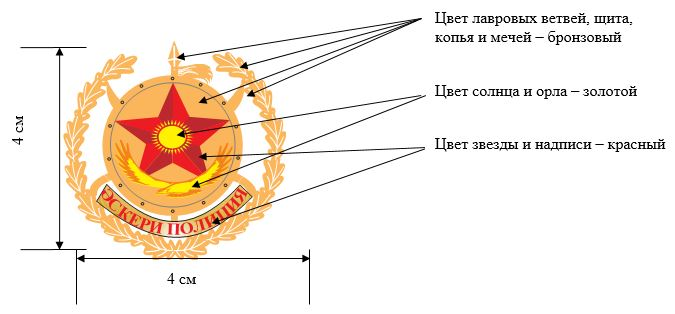 Цвет лавровых ветвей, щита,
копья и мечей – бронзовый
Цвет солнца и орла – золотой
Цвет звезды и надписи – красный
4 см
ЭСКЕРИ ПОЛИЦИЯ
4 см